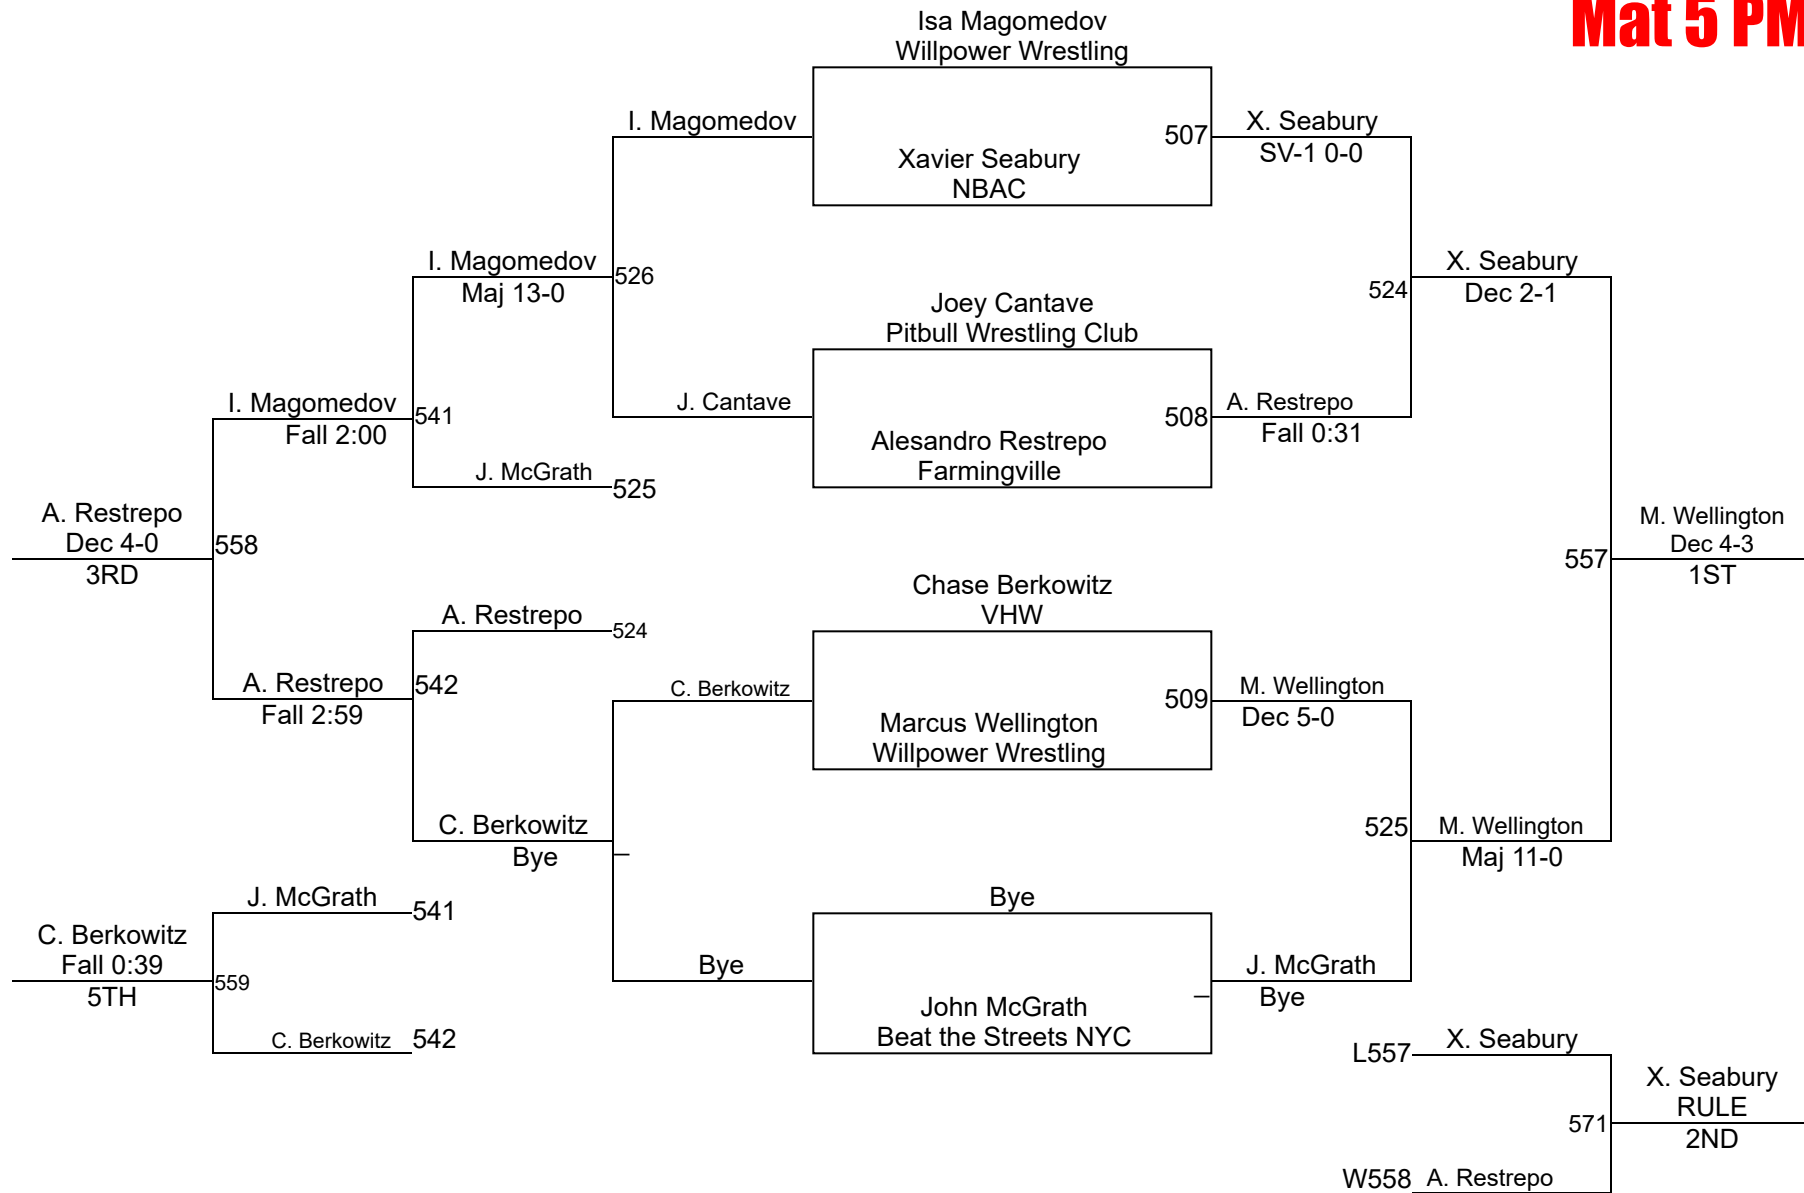 Mat 5 PM
Isa Magomedov
Willpower Wrestling
I. Magomedov
507
X. Seabury
SV-1 0-0
Xavier Seabury
NBAC
I. Magomedov
Maj 13-0
526
X. Seabury
Dec 2-1
524
Joey Cantave
Pitbull Wrestling Club
J. Cantave
508
A. Restrepo
Fall 0:31
Alesandro Restrepo
Farmingville
I. Magomedov
Fall 2:00
541
J. McGrath
525
A. Restrepo
Dec 4-0
3RD
558
557
M. Wellington
Dec 4-3
1ST
Chase Berkowitz
VHW
A. Restrepo
524
A. Restrepo
Fall 2:59
542
C. Berkowitz
509
M. Wellington
Dec 5-0
Marcus Wellington
Willpower Wrestling
C. Berkowitz
Bye
525
M. Wellington
Maj 11-0
J. McGrath
541
Bye
C. Berkowitz
Fall 0:39
5TH
559
Bye
J. McGrath
Bye
John McGrath
Beat the Streets NYC
C. Berkowitz
542
L557
X. Seabury
571
X. Seabury
RULE
2ND
W558
A. Restrepo